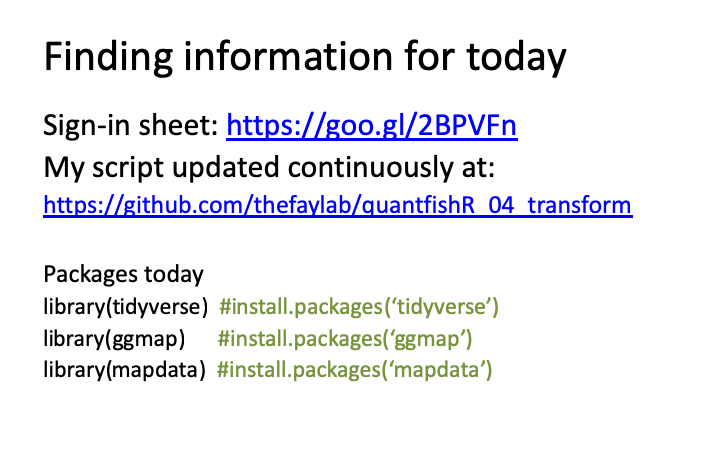 Finding information for today
Sign-in sheet: https://goo.gl/2BPVFn
My script updated continuously at:
https://github.com/thefaylab/quantfishR_04_transform
Packages today
library(tidyverse) #install.packages(‘tidyverse’)
library(ggmap) #install.packages(‘ggmap’)
library(mapdata) #install.packages(‘mapdata’)